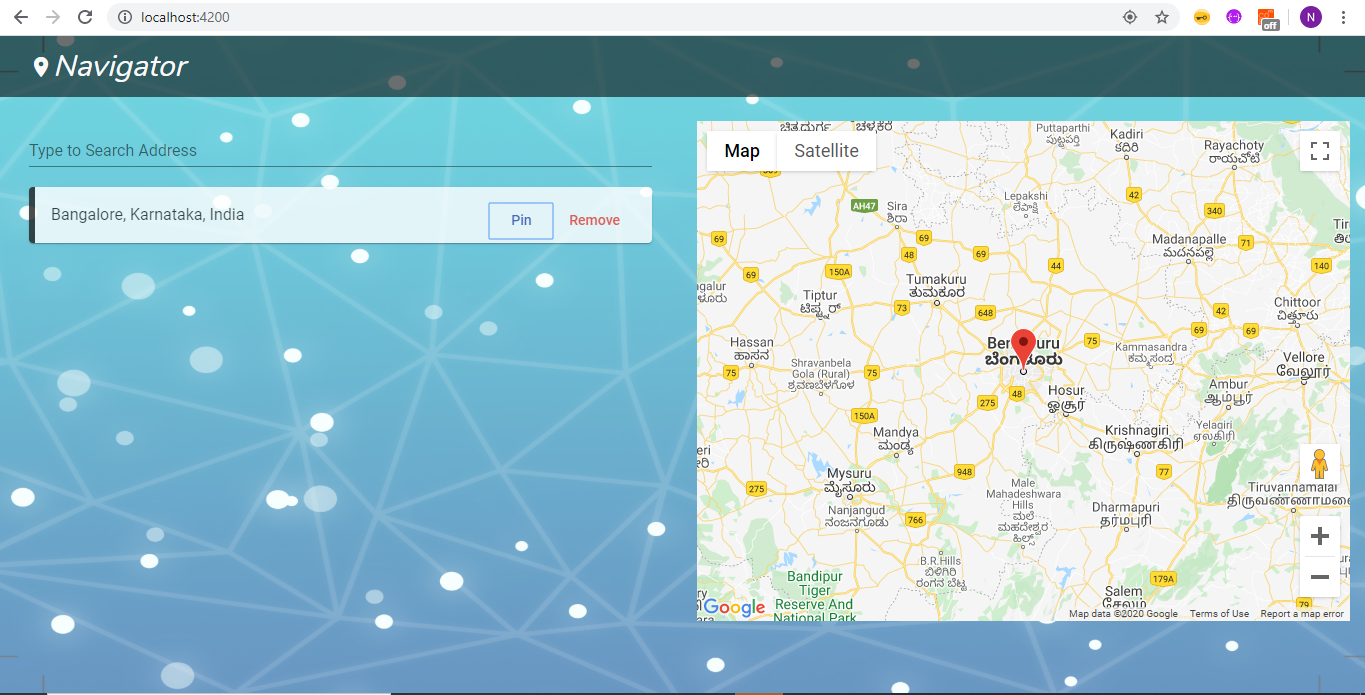 localhost:4200
off
N
Navigator
Type to Search Address
Bangalore, Karnataka, India
Pin
Remove
Map
Satellite
ಚಿತ್ರದುರ್ಗ
ಚಳ್ಳಕೆರೆ
Puttaparthi
పుట్టపర్తి
Kadiri
కదిరి
Rayachoty
రాయచోటి
Lepakshi
లేపాక్షి
AH47
Sira
ಶಿರಾ
42
340
69
69
48
69
Madanapalle
మదనపల్లె
71
69
150A
44
140
Tumakuru
ತುಮಕೂರು
Tiptur
ತಿಪ್ಟೂರ್
73
648
Chittoor
చిత్తూరు
42
69
69
Hassan
ಹಾಸನ
Bengaluru
ಬೆಂಗಳೂರು
75
Kammasandra
ಕಮ್ಮಸಂದ್ರ
Vellore
வேலூர்
Shravanbela
Gola (Rural)
ಶ್ರವಣಬೆಳಗೊಳ
75
75
48
275
Hosur
ஓசூர்
Ambur
ஆம்பூர்
150A
Mandya
ಮಂಡ್ಯ
Krishnagiri
கிருஷ்ணகிரி
Yelagiri
ஏலகிரி
Mysuru
ಮೈಸೂರು
948
77
275
Male
Mahadeshwara
Hills
ಮಲೆ
ಮಹದೇಶ್ವರ
ಹಿಲ್ಸ್
Tiruvannamalai
திருவண்ணாமலை
Nanjangud
ನಂಜನಗೂಡು
766
Dharmapuri
தர்மபுரி
B.R.Hills
ಬಿಳಿಗಿರಿ
ರಂಗನ ಬೆಟ್ಟ
Bandipur
Tiger
Reserve And
National Park
179A
Salem
சேலம்
79
Google
Map data ©2020 Google
Terms of Use
Report a map error